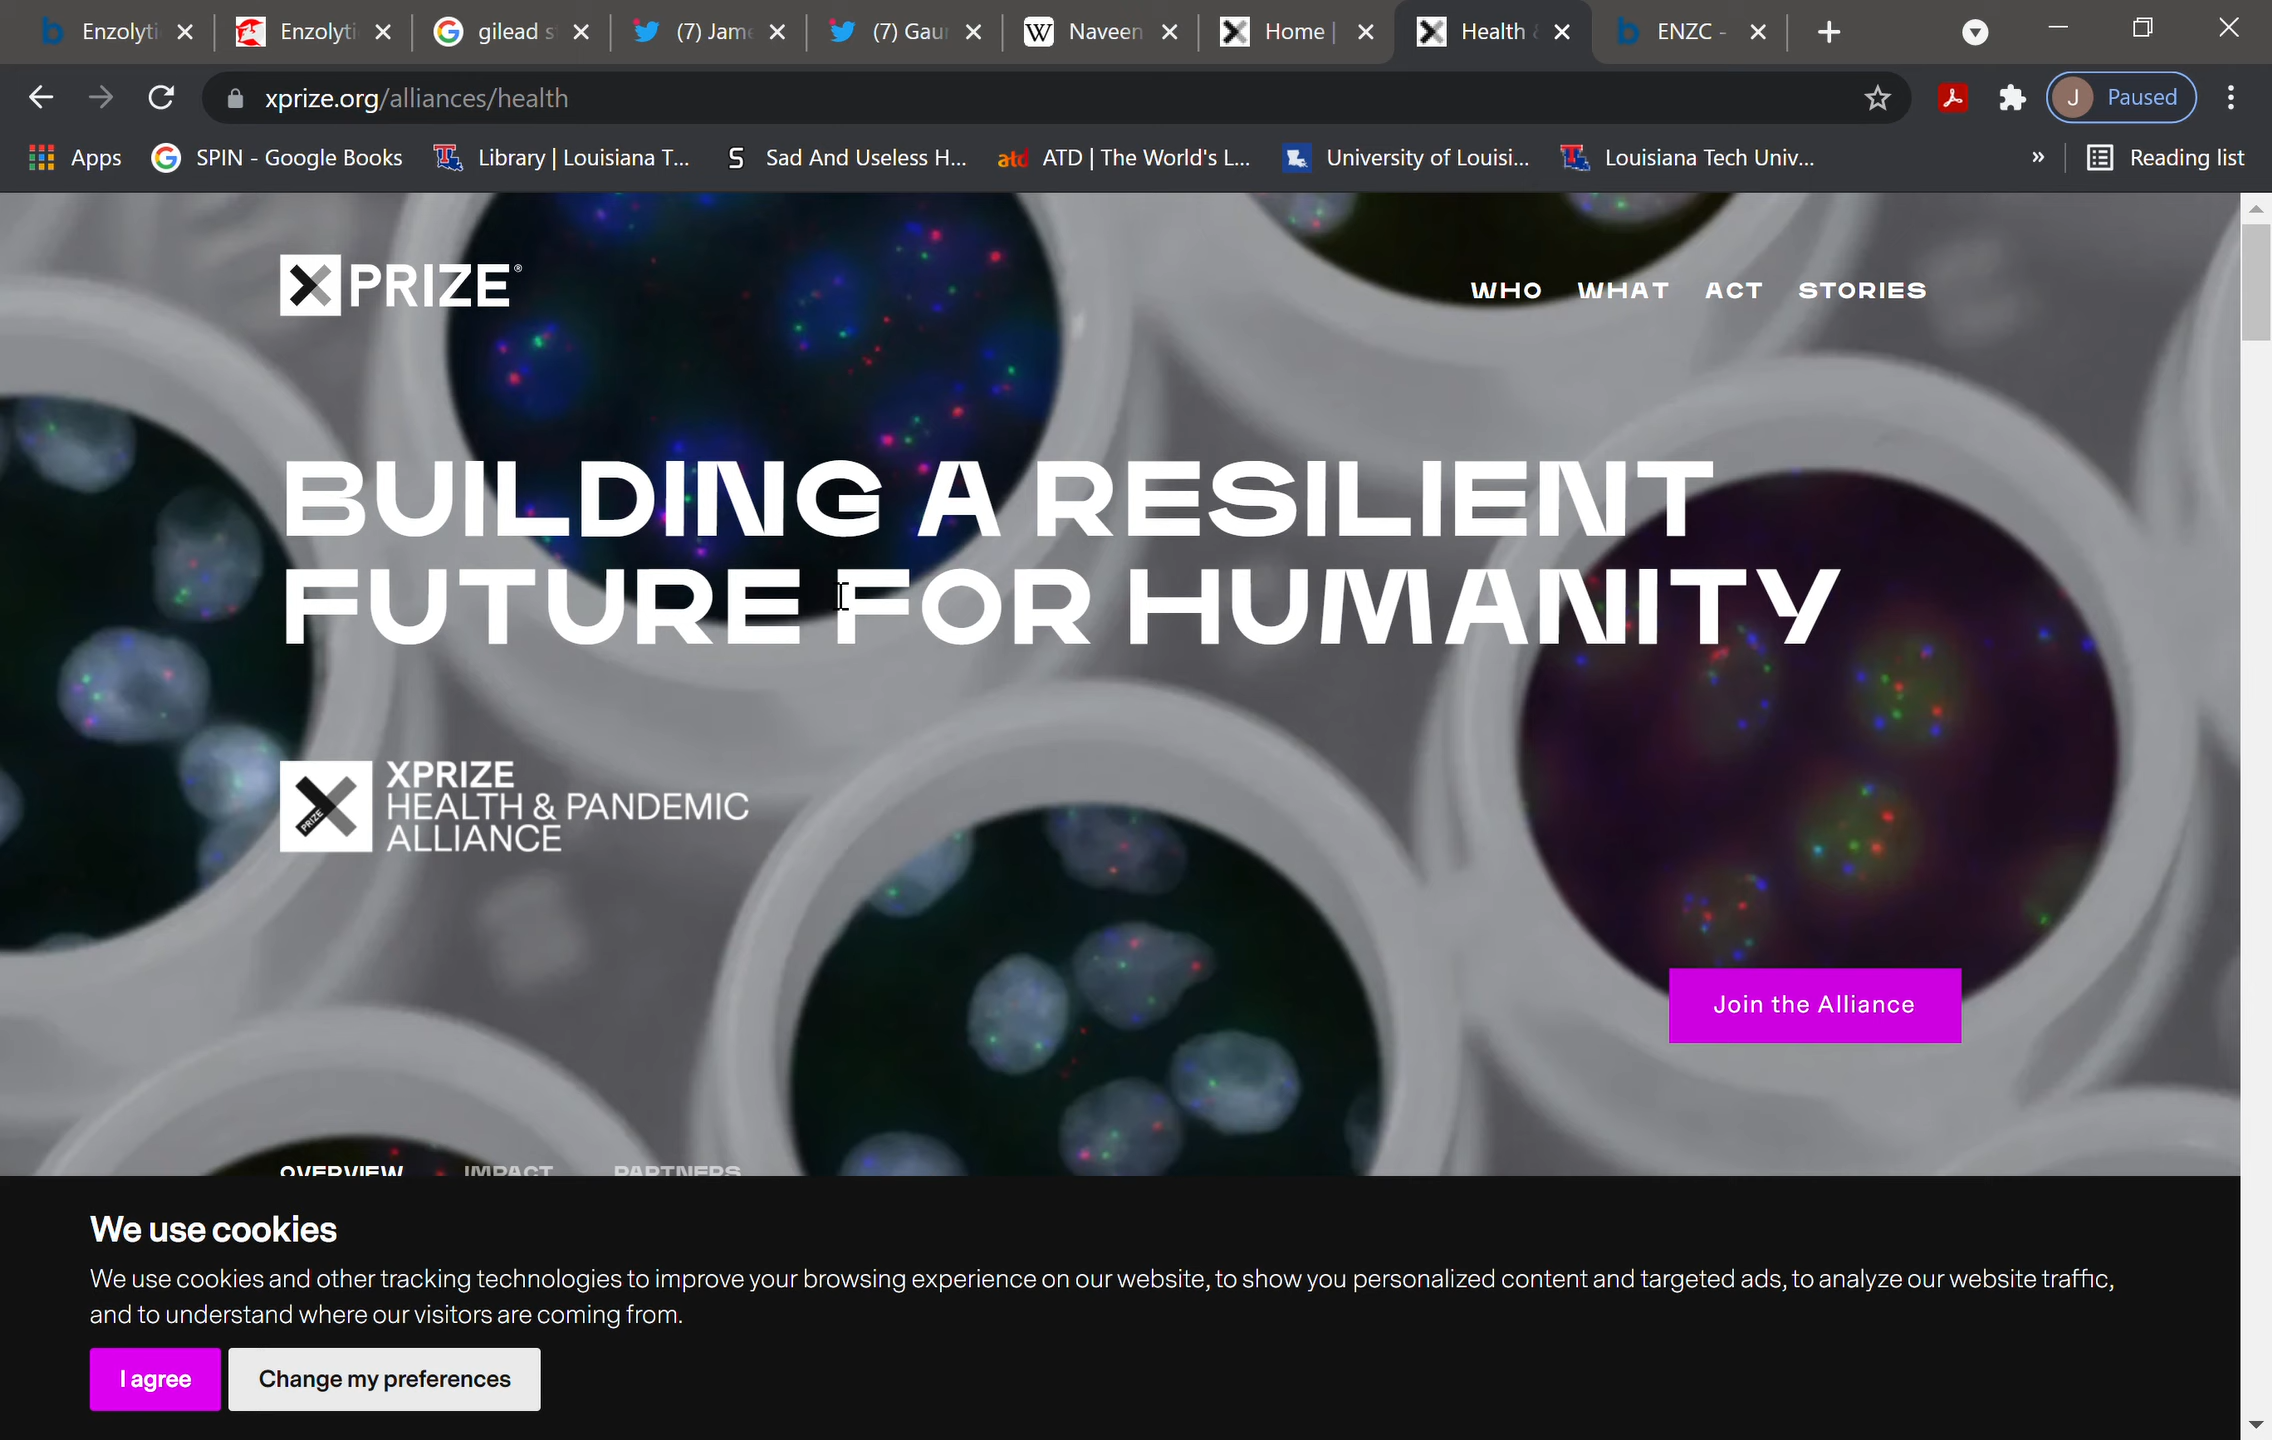 Enzolyti
Enzolyti
gilead s
(7) Jame
(7) Gaur
Naveen
Home |
Health
ENZC -
xprize.org/alliances/health
J Paused
Apps
SPIN - Google Books
Library | Louisiana T...
S Sad And Useless H...
atd ATD | The World's L...
University of Louisi...
Louisiana Tech Univ...
»
Reading list
XPRIZE®
WHO WHAT ACT STORIES
BUILDING A RESILIENT
FUTURE FOR HUMANITY
PRIZE
XPRIZE
HEALTH & PANDEMIC
ALLIANCE
Join the Alliance
OVERVIEW IMPACT PARTNERS
We use cookies
We use cookies and other tracking technologies to improve your browsing experience on our website, to show you personalized content and targeted ads, to analyze our website traffic,
and to understand where our visitors are coming from.
I agree
Change my preferences